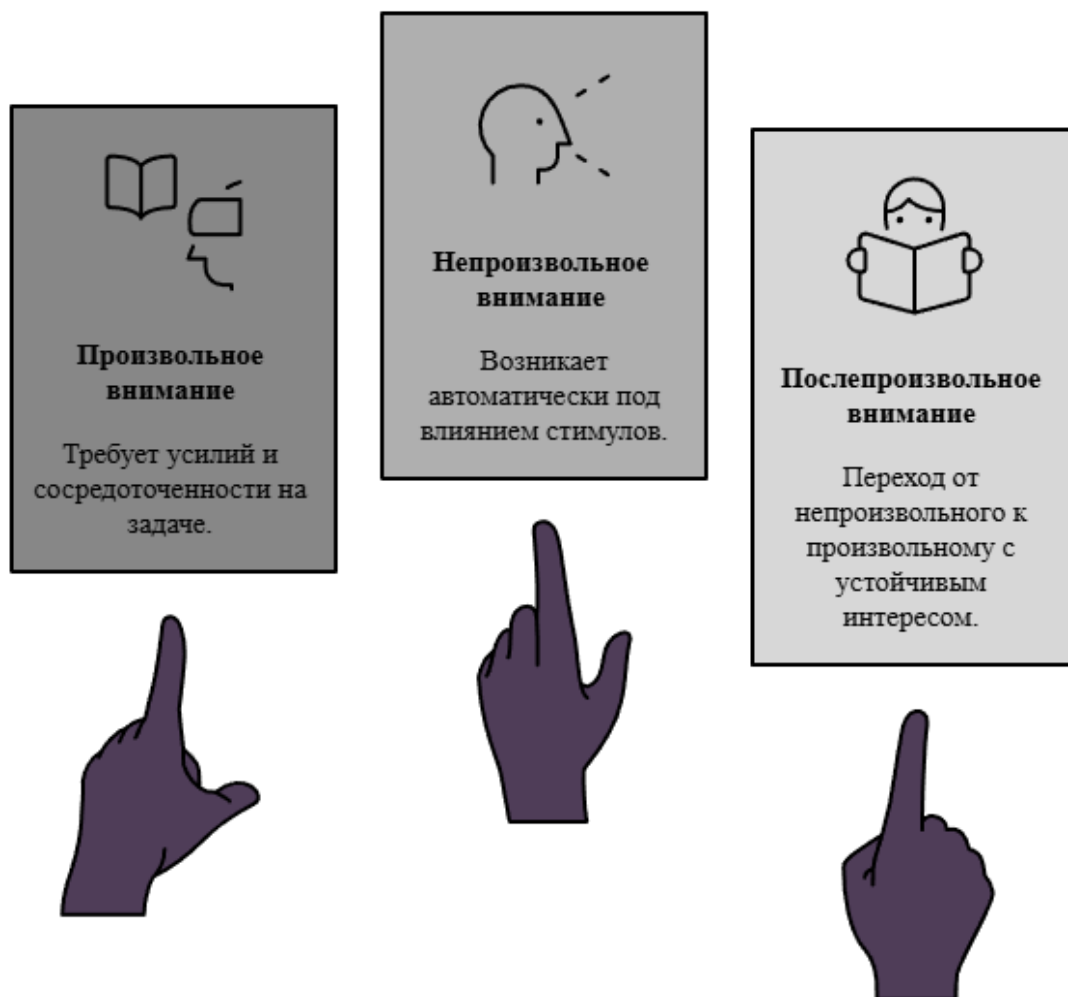 Произвольное
внимание
Требует усилий и
сосредоточенности на
задаче.
Непроизвольное
внимание
Возникает
автоматически под
влиянием стимулов.
Послепроизвольное
внимание
Переход от
непроизвольного к
произвольному с
устойчивым
интересом.